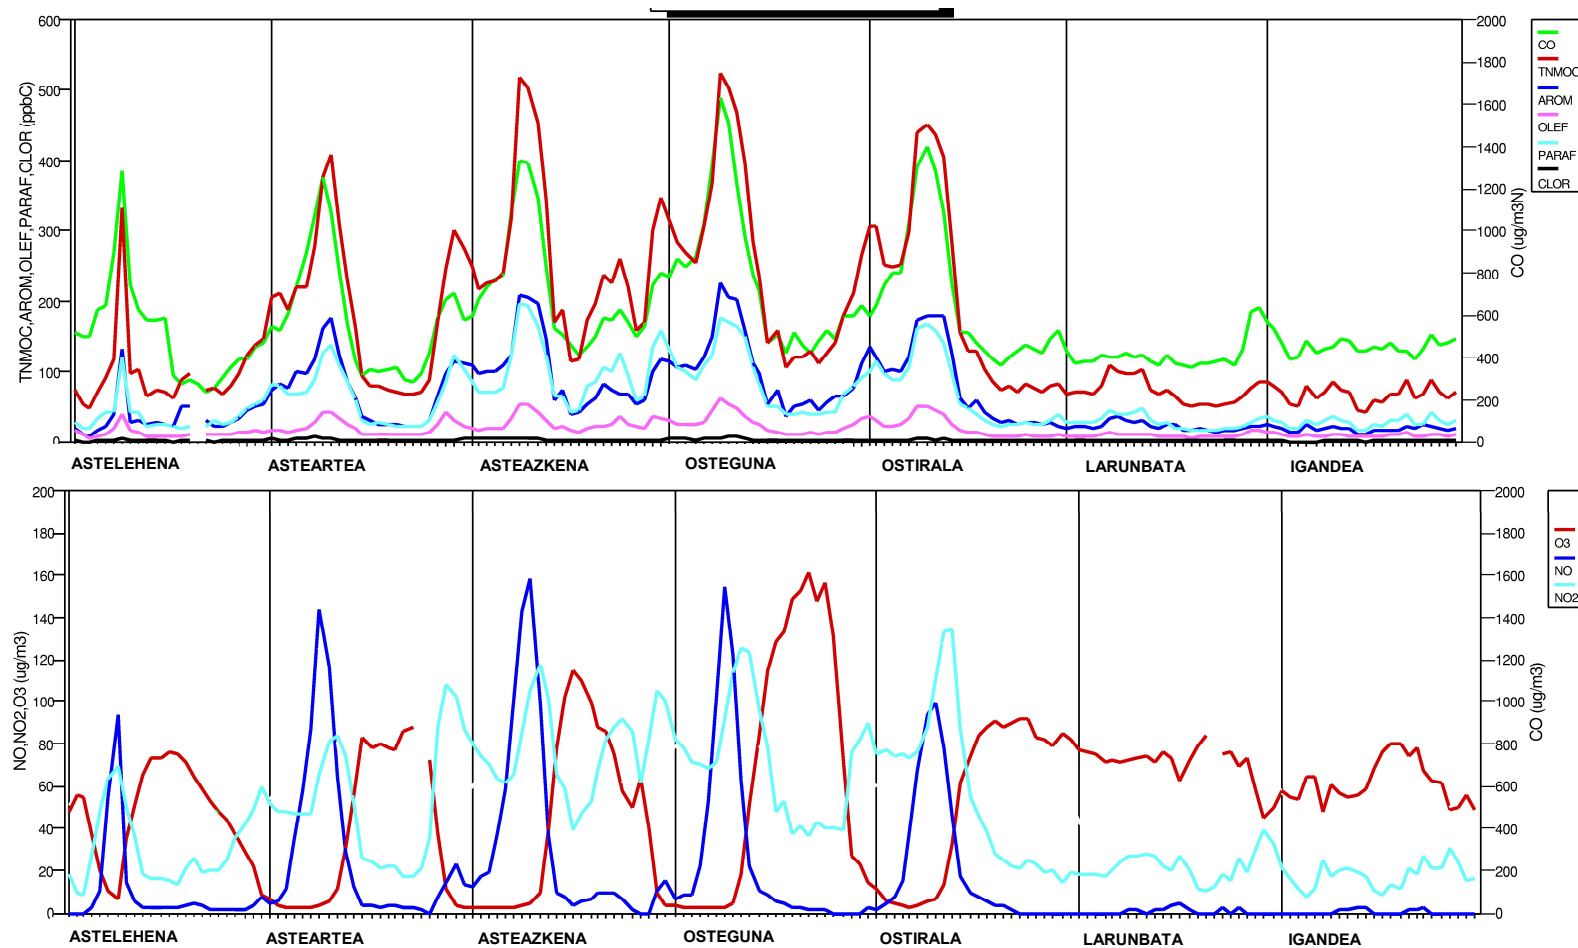 600
500
400
300
200
100
0
TNMOC,AROM,OLEF,PARAF,CLOR (ppbC)
2000
1800
1600
1400
1200
1000
800
600
400
200
0
CO (ug/m3N)
CO
TNMOC
AROM
OLEF
PARAF
CLOR
ASTELEHENA ASTEARTEA ASTEAZKENA OSTEGUNA OSTIRALA LARUNBATA IGANDEA
200
180
160
140
120
100
80
60
40
20
0
NO,NO2,O3 (ug/m3)
2000
1800
1600
1400
1200
1000
800
600
400
200
0
CO (ug/m3)
O3
NO
NO2
ASTELEHENA ASTEARTEA ASTEAZKENA OSTEGUNA OSTIRALA LARUNBATA IGANDEA